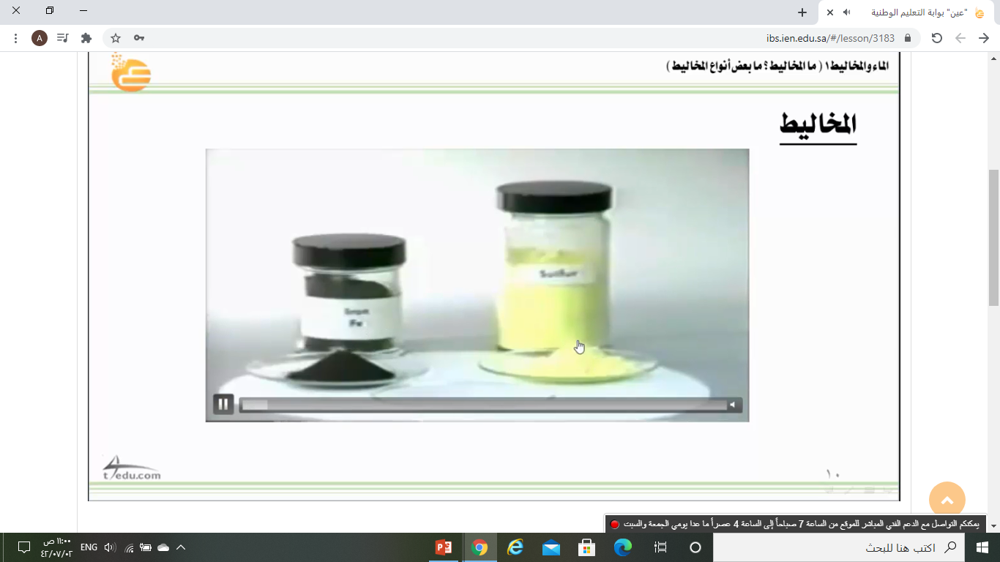 "عين" بوابة التعليم الوطنية
ibs.ien.edu.sa/#/lesson/3183
A
الماء والمخاليط١ ( ما المخاليط؟ ما بعض أنواع المخاليط )
المخاليط
Sulfur
Iron
Fe
t4edu.com
١٠
يمكنكم التواصل مع الدعم الفني المباشر للموقع من الساعة 7 صباحاً إلى الساعة 4 عصراً ما عدا يومي الجمعة والسبت
اكتب هنا للبحث
ENG
١١:٠٠ ص
٤٢/٠٧/٠٢